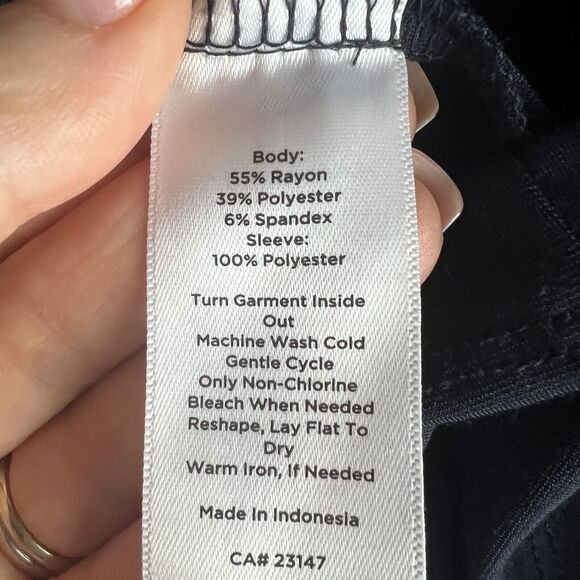 Body:
55% Rayon
39% Polyester
6% Spandex
Sleeve:
100% Polyester
Turn Garment Inside
Out
Machine Wash Cold
Gentle Cycle
Only Non-Chlorine
Bleach When Needed
Reshape, Lay Flat To
Dry
Warm Iron, If Needed
Made In Indonesia
CA# 23147